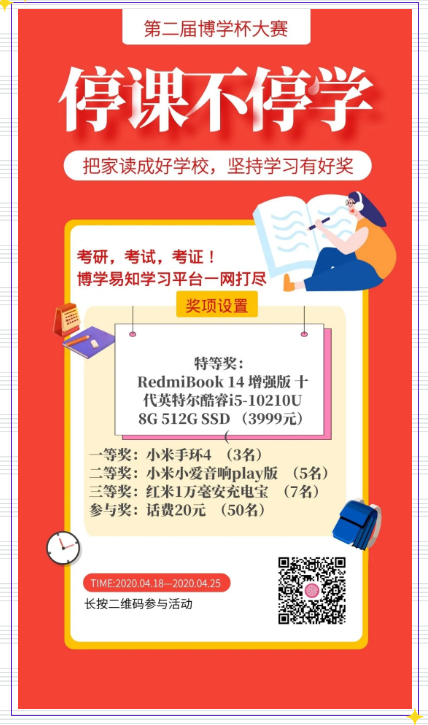 第二届博学杯大赛
停课不停学
把家读成好学校，坚持学习有好奖
考研，考试，考证！
博学易知学习平台一网打尽
奖项设置
特等奖：
RedmiBook 14 增强版 十
代英特尔酷睿i5-10210U
8G 512G SSD （3999元）
（
一等奖：小米手环4 （3名）
二等奖：小米小爱音响play版 （5名）
三等奖：红米1万毫安充电宝 （7名）
参与奖：话费20元 （50名）
TIME:2020.04.18—2020.04.25
长按二维码参与活动